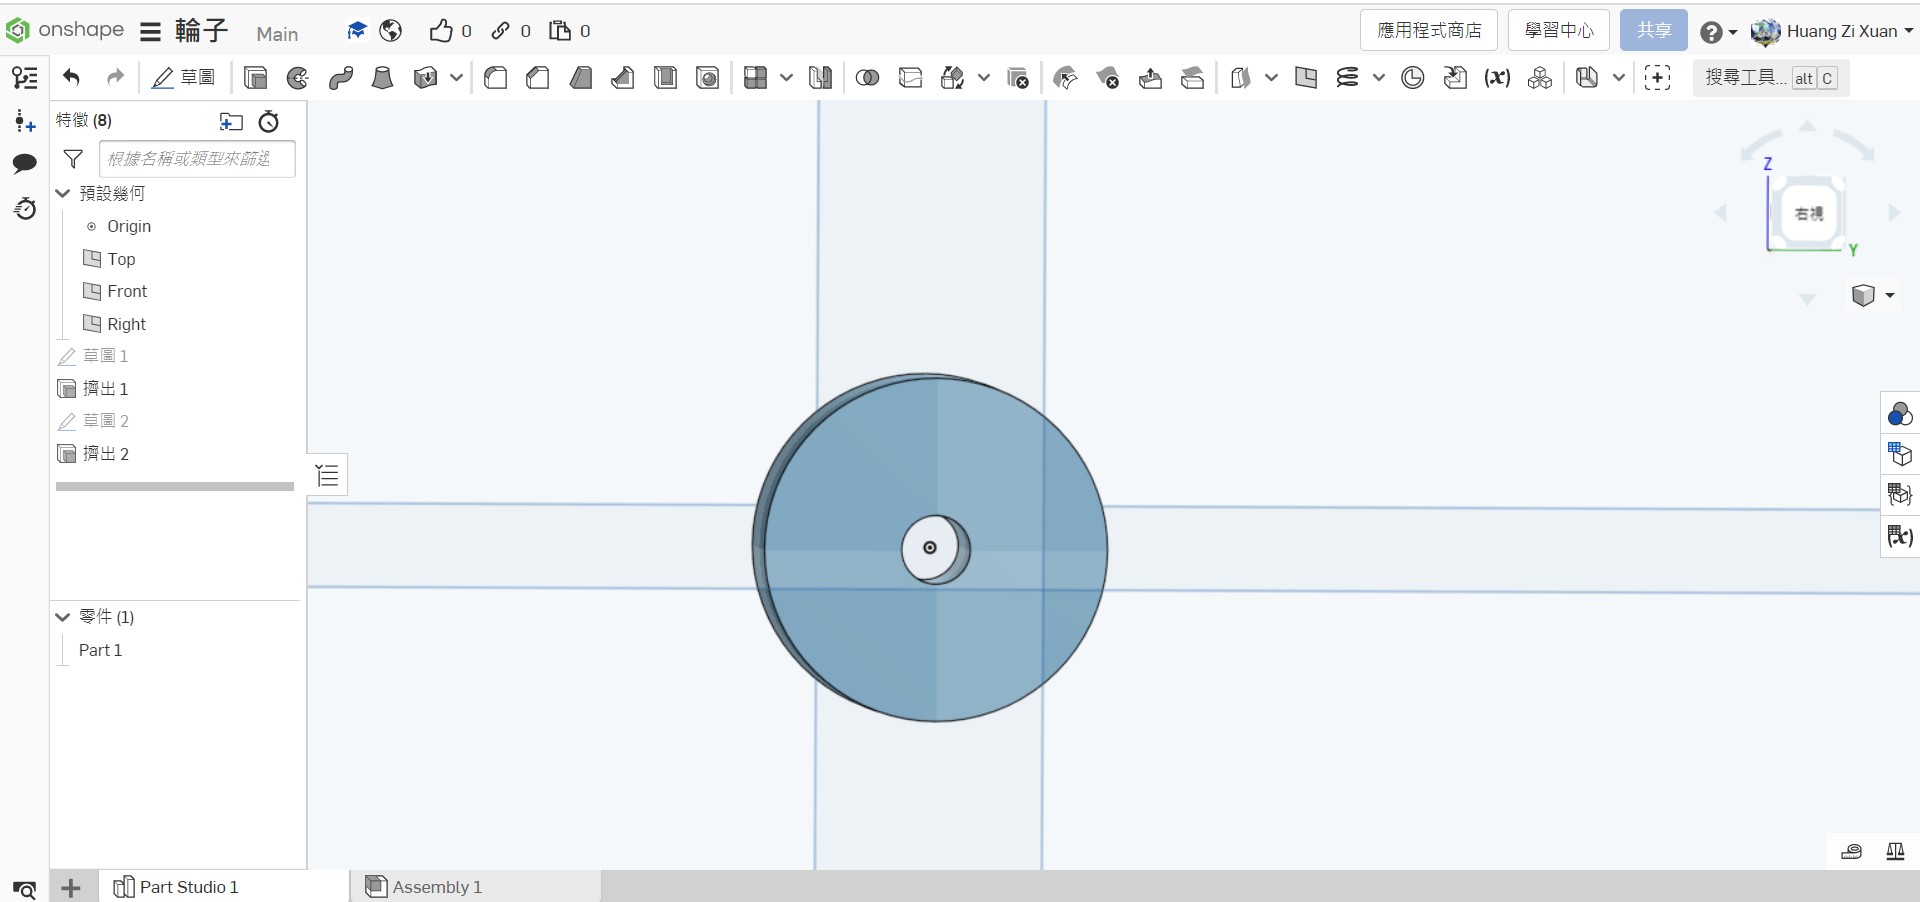 onshape 輪子 Main 0 0 0 應用程式商店 學習中心 共享 Huang Zi Xuan
草圖 (x) 搜尋工具... alt C
特徵 (8)
根據名稱或類型來篩選
預設幾何
Origin
Top
Front
Right
草圖 1
擠出 1
草圖 2
擠出 2
零件 (1)
Part 1
Z
右視
Y
(x)
Part Studio 1
Assembly 1